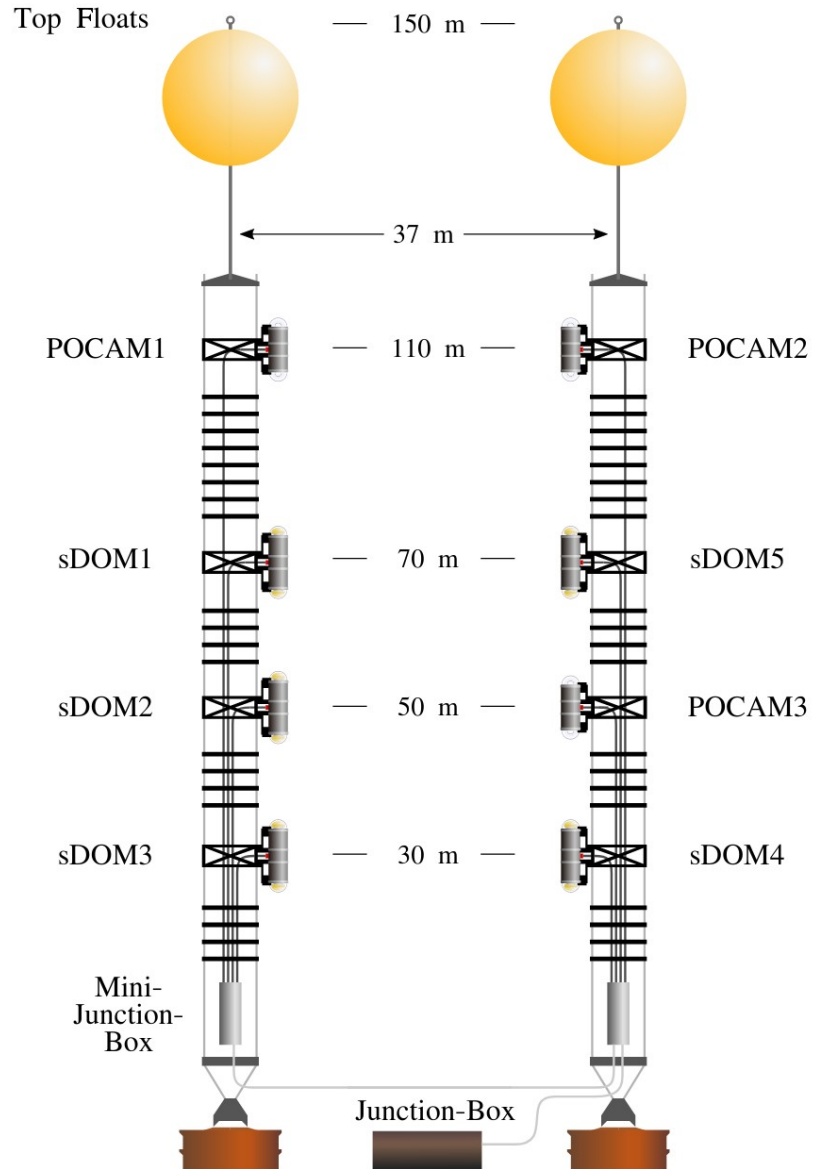 Top Floats
150 m
37 m
POCAM1
110 m
POCAM2
sDOM1
70 m
sDOM5
sDOM2
50 m
POCAM3
sDOM3
30 m
sDOM4
Mini-
Junction-
Box
Junction-Box